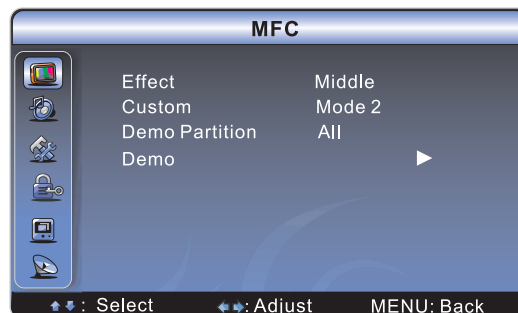 MFC
Effect Middle
Custom Mode 2
Demo Partition All
Demo
: Select : Adjust MENU: Back